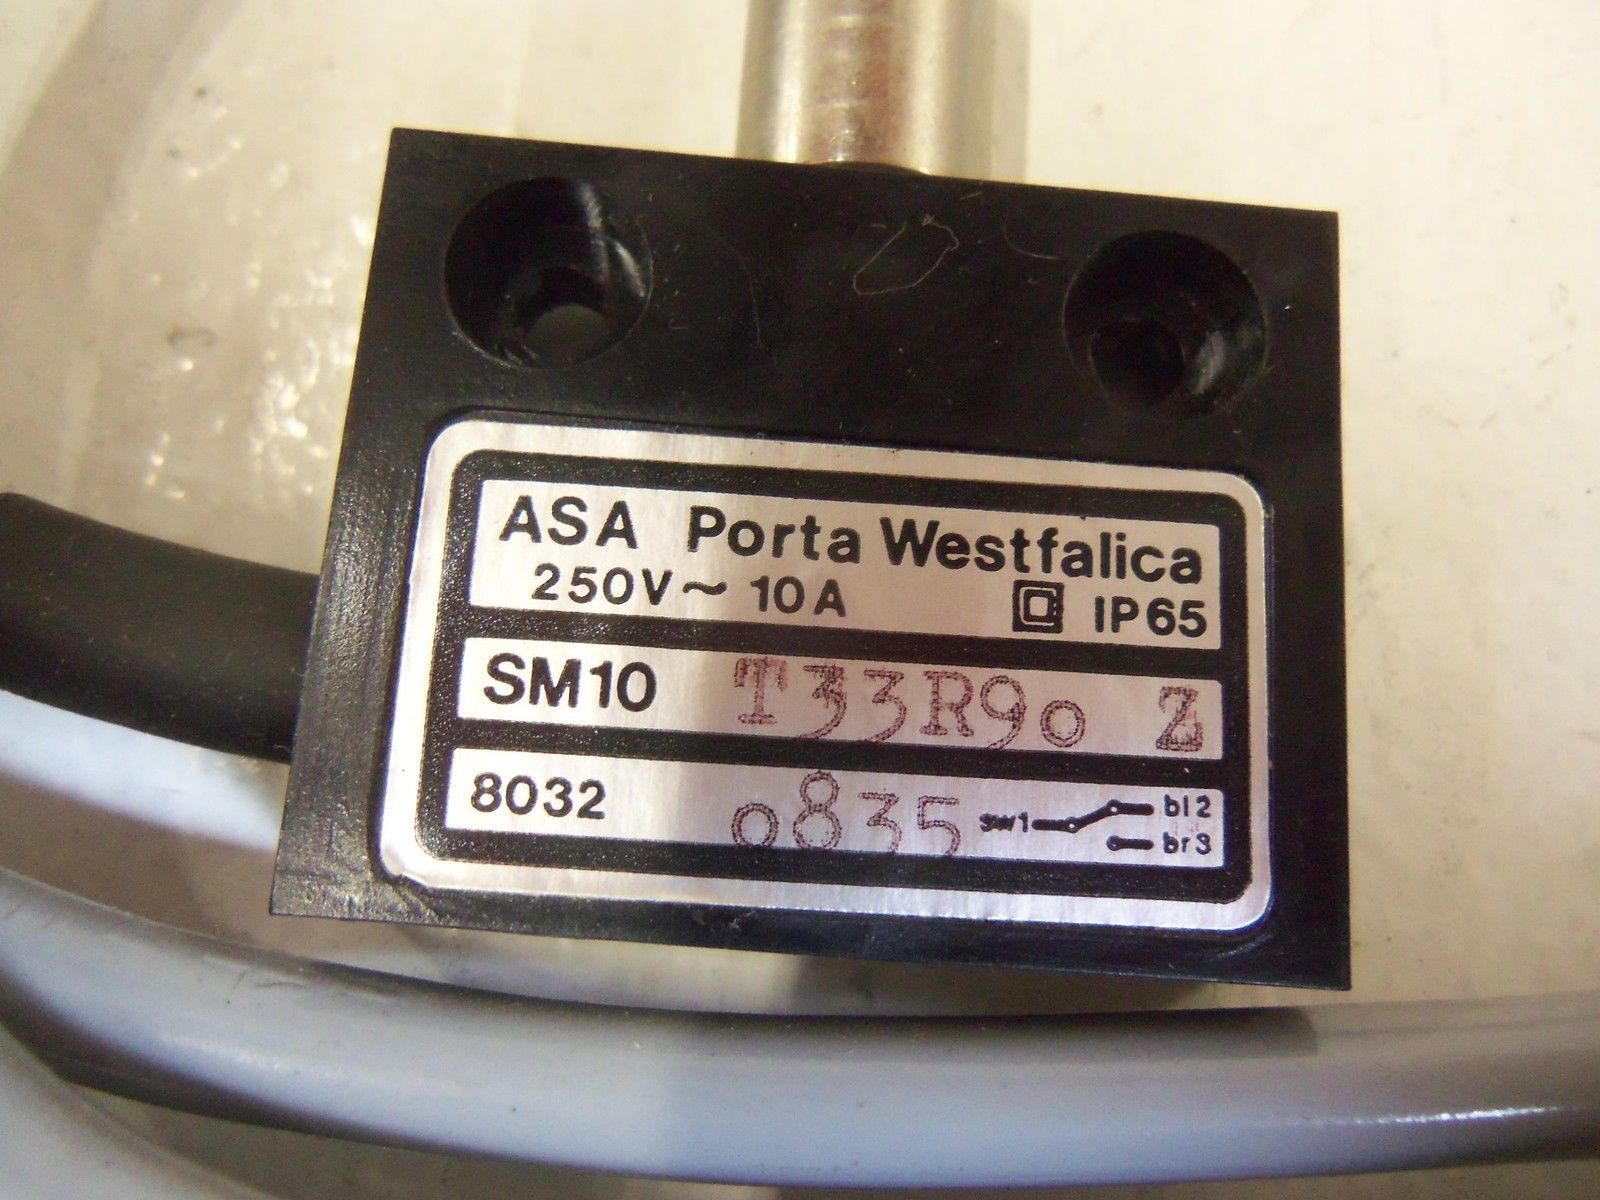 ASA Porta Westfalica
250V~ 10A IP65
SM10 T33R90 Z
8032 0835 sw1 bl2
br3